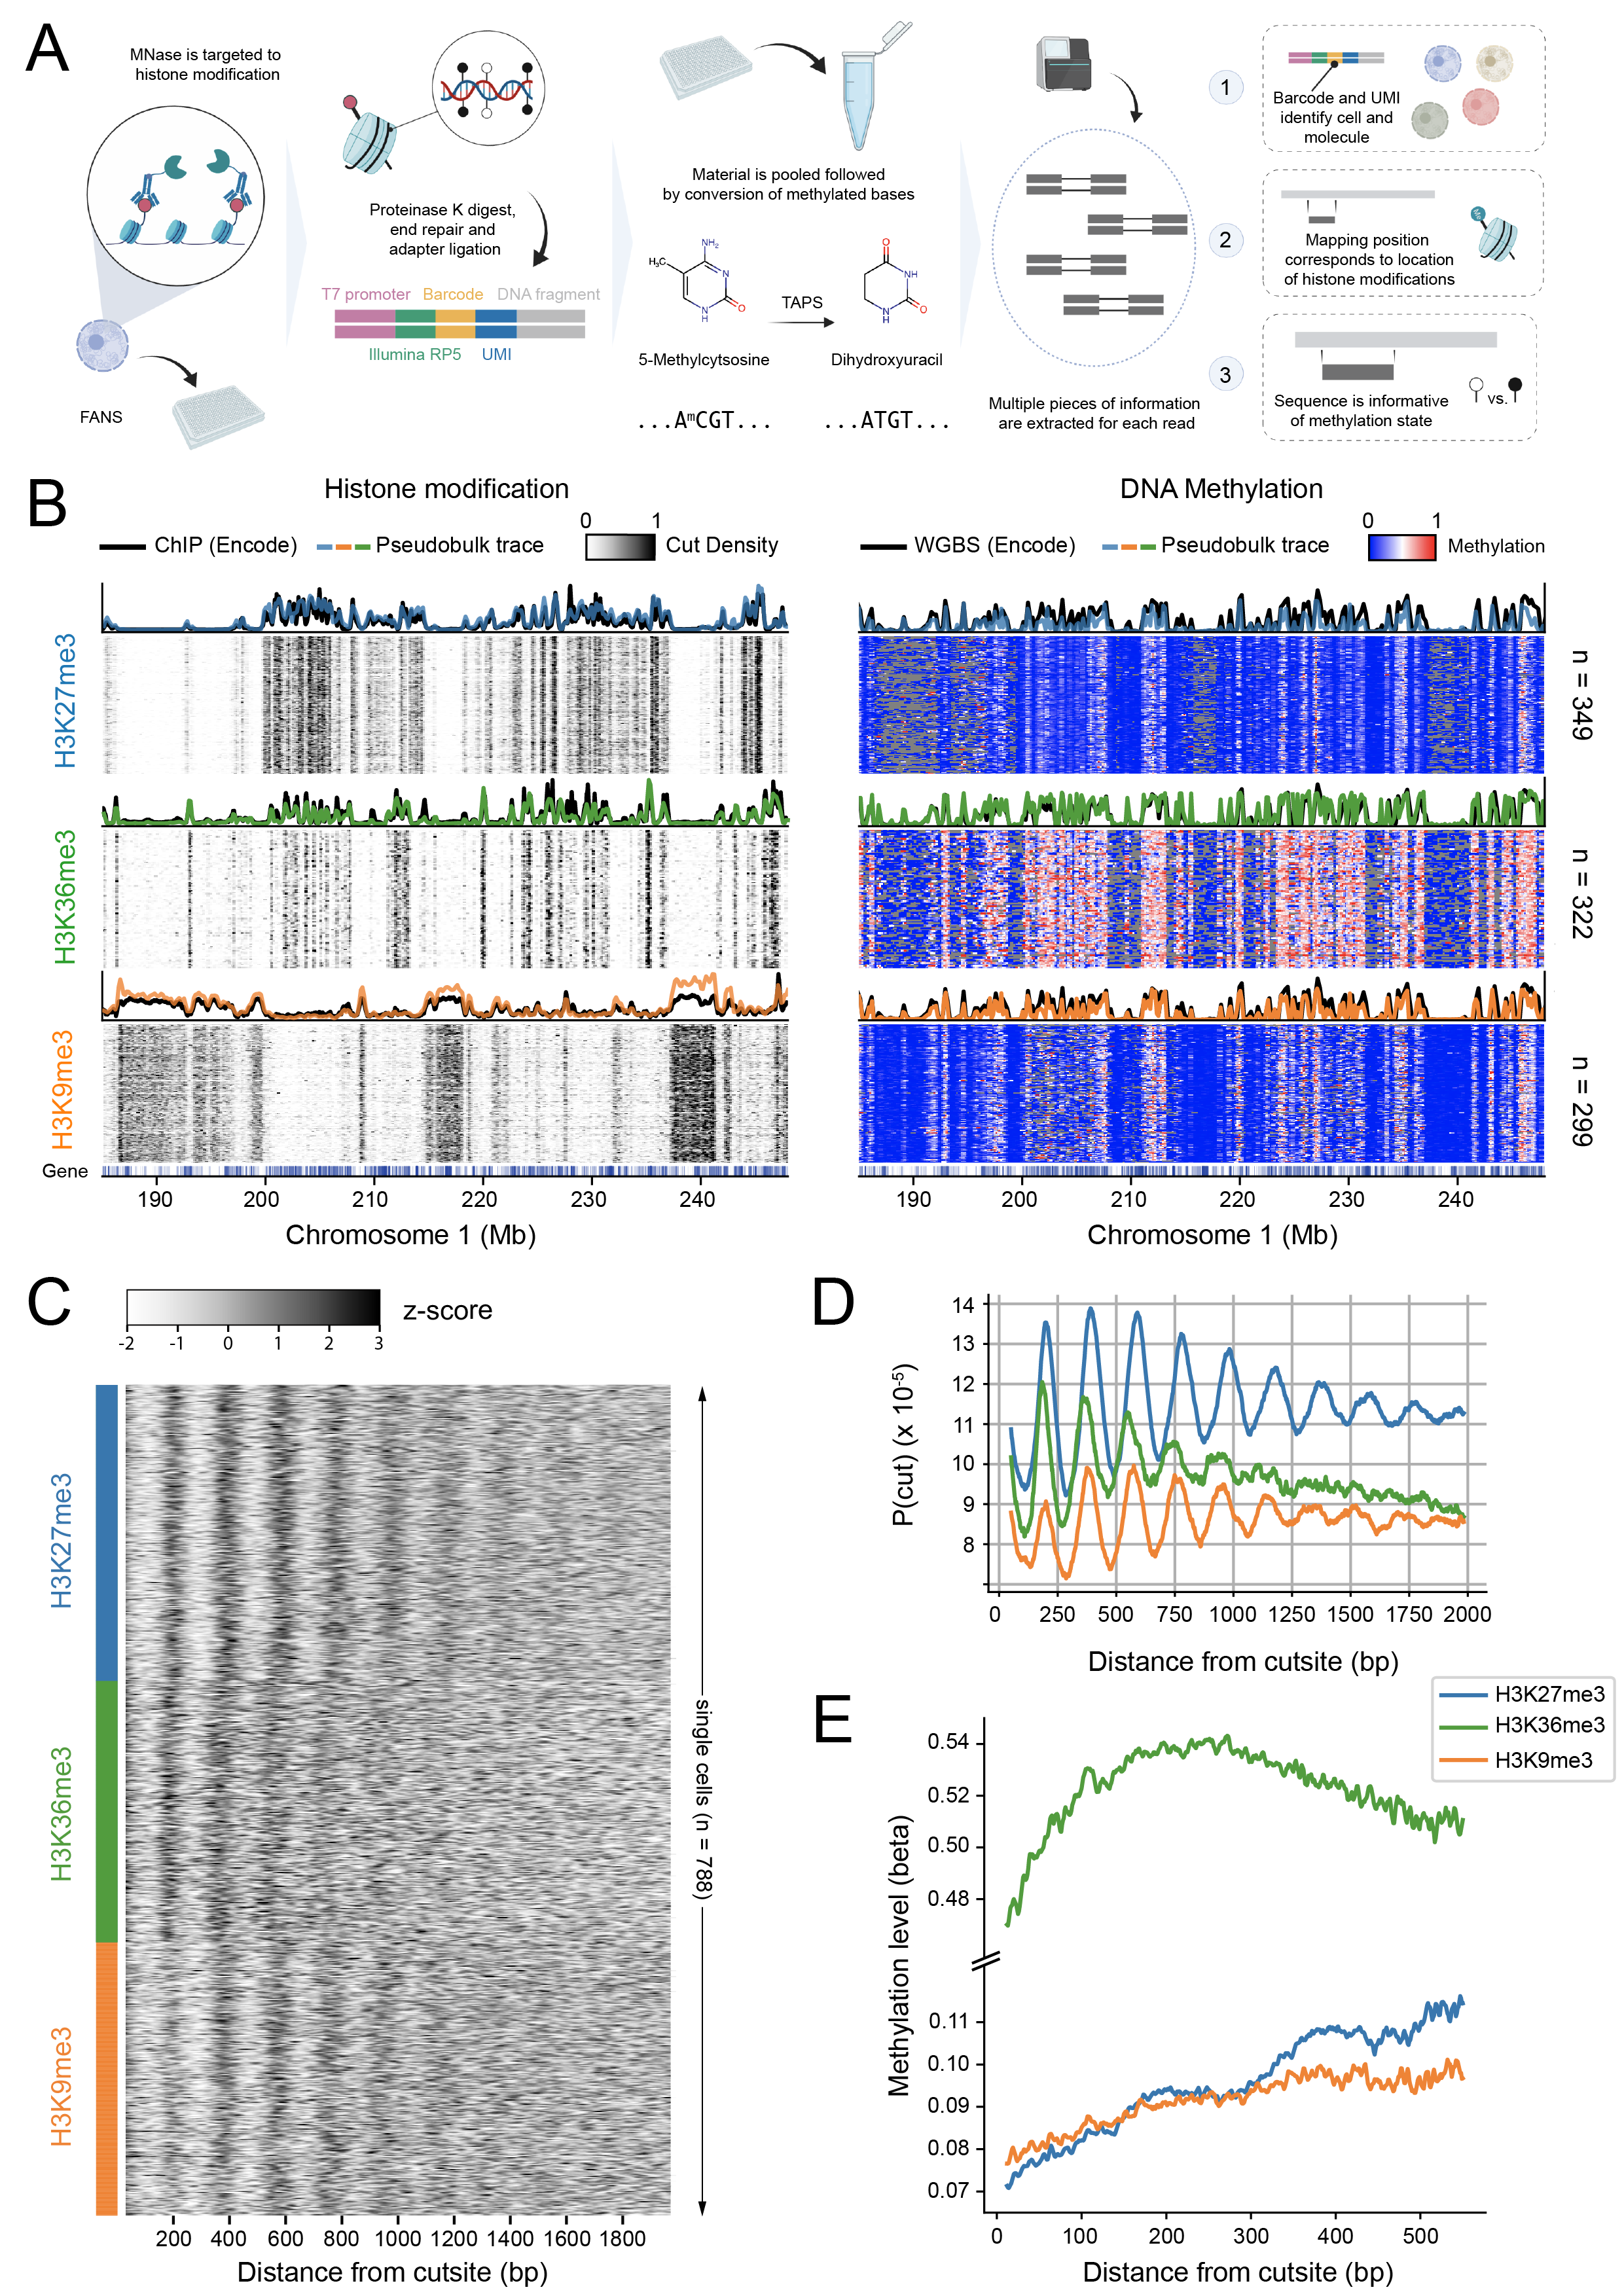 A
MNase is targeted to
histone modification
FANS
Proteinase K digest,
end repair and
adapter ligation
T7 promoter Barcode DNA fragment
Illumina RP5 UMI
Material is pooled followed
by conversion of methylated bases
NH₂
H₃C
N
N
H
O
TAPS
O
NH
N
H
O
5-Methylcytsosine
Dihydroxyuracil
...AᵐCGT...
...ATGT...
Multiple pieces of information
are extracted for each read
1
Barcode and UMI
identify cell and
molecule
2
Mapping position
corresponds to location
of histone modifications
3
Sequence is informative
of methylation state
vs.
B
Histone modification
ChIP (Encode)
Pseudobulk trace
0 1
Cut Density
DNA Methylation
WGBS (Encode)
Pseudobulk trace
0 1
Methylation
H3K27me3
n = 349
H3K36me3
n = 322
H3K9me3
n = 299
Gene
190 200 210 220 230 240
Chromosome 1 (Mb)
190 200 210 220 230 240
Chromosome 1 (Mb)
C
z-score
-2 -1 0 1 2 3
H3K27me3
H3K36me3
H3K9me3
single cells (n = 788)
200 400 600 800 1000 1200 1400 1600 1800
Distance from cutsite (bp)
D
P(cut) (x 10⁻⁵)
14
13
12
11
10
9
8
0 250 500 750 1000 1250 1500 1750 2000
Distance from cutsite (bp)
E
H3K27me3
H3K36me3
H3K9me3
Methylation level (beta)
0.54
0.52
0.50
0.48
0.11
0.10
0.09
0.08
0.07
0 100 200 300 400 500
Distance from cutsite (bp)